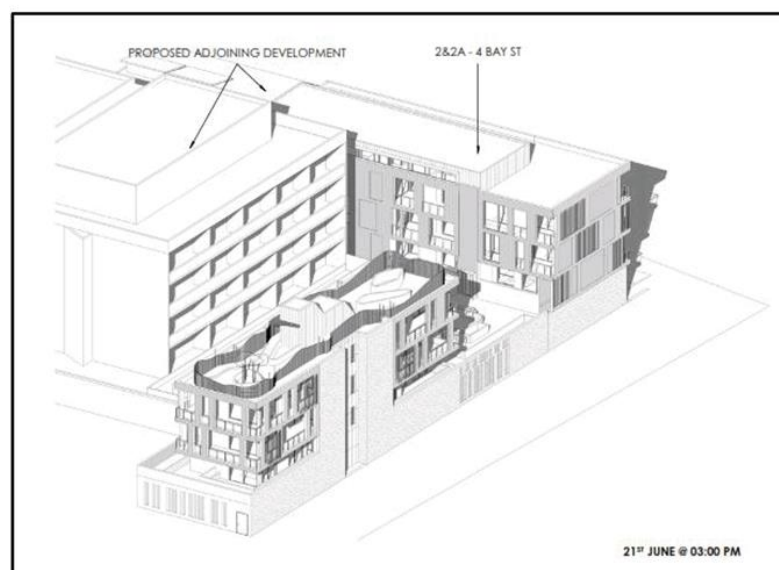 PROPOSED ADJOINING DEVELOPMENT
2&2A - 4 BAY ST
21ST JUNE @ 03:00 PM